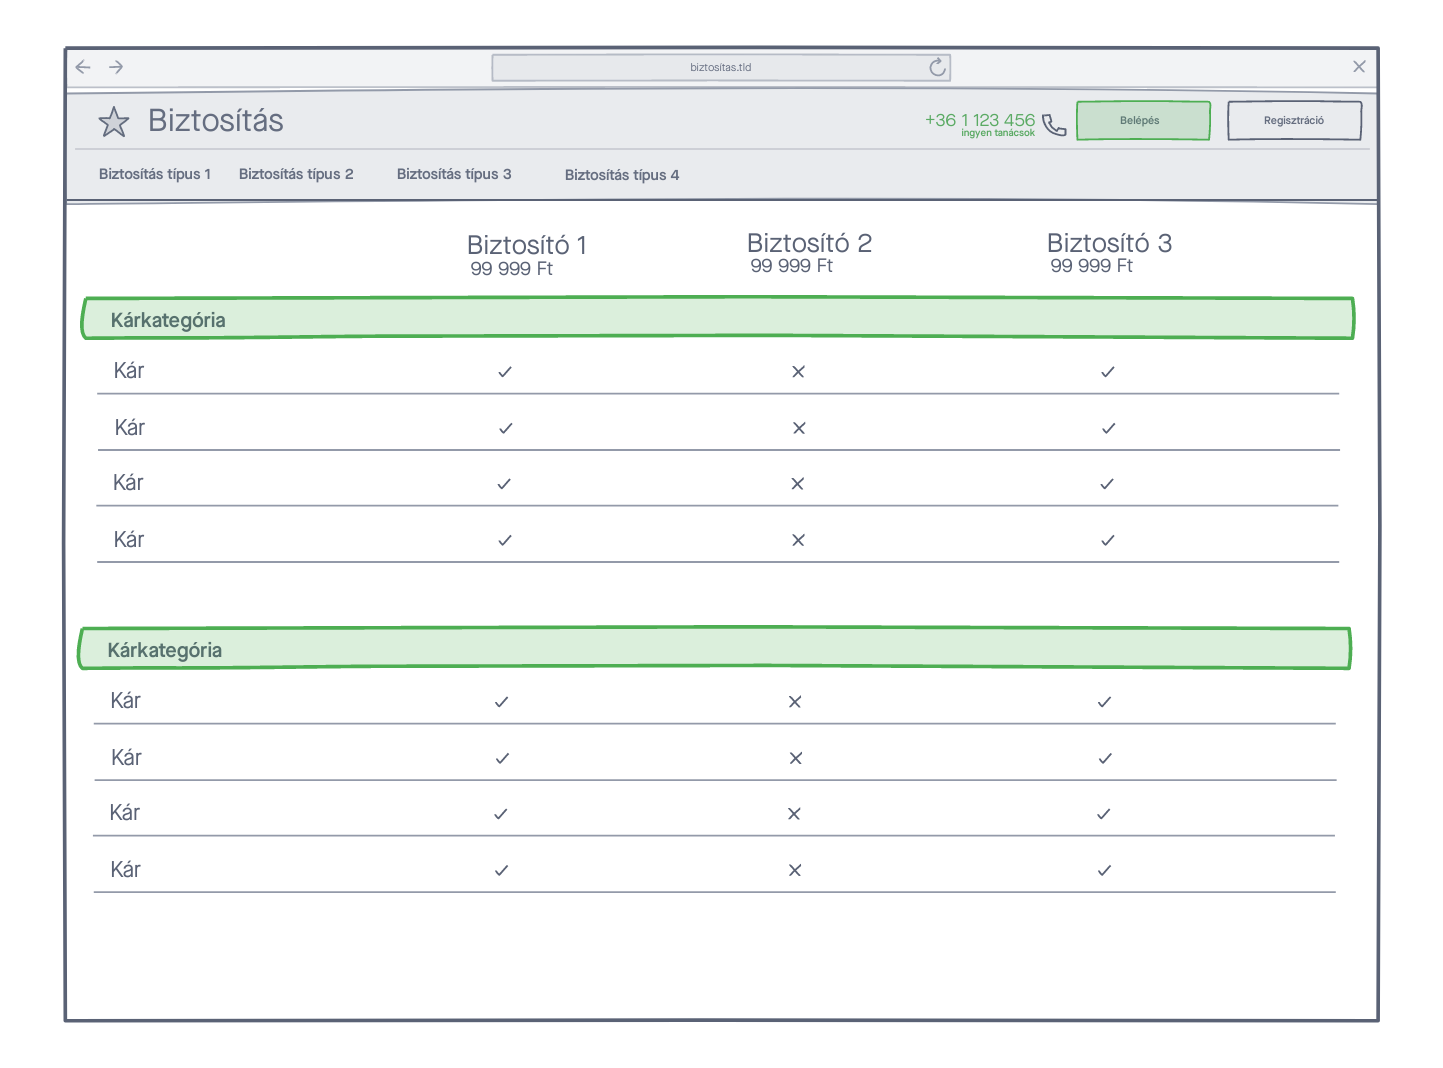 biztosítas.tld
Biztosítás
+36 1 123 456
ingyen tanácsok
Belépés
Regisztráció
Biztosítás típus 1
Biztosítás típus 2
Biztosítás típus 3
Biztosítás típus 4
Biztosító 1
99 999 Ft
Biztosító 2
99 999 Ft
Biztosító 3
99 999 Ft
Kárkategória
Kár
Kár
Kár
Kár
Kárkategória
Kár
Kár
Kár
Kár